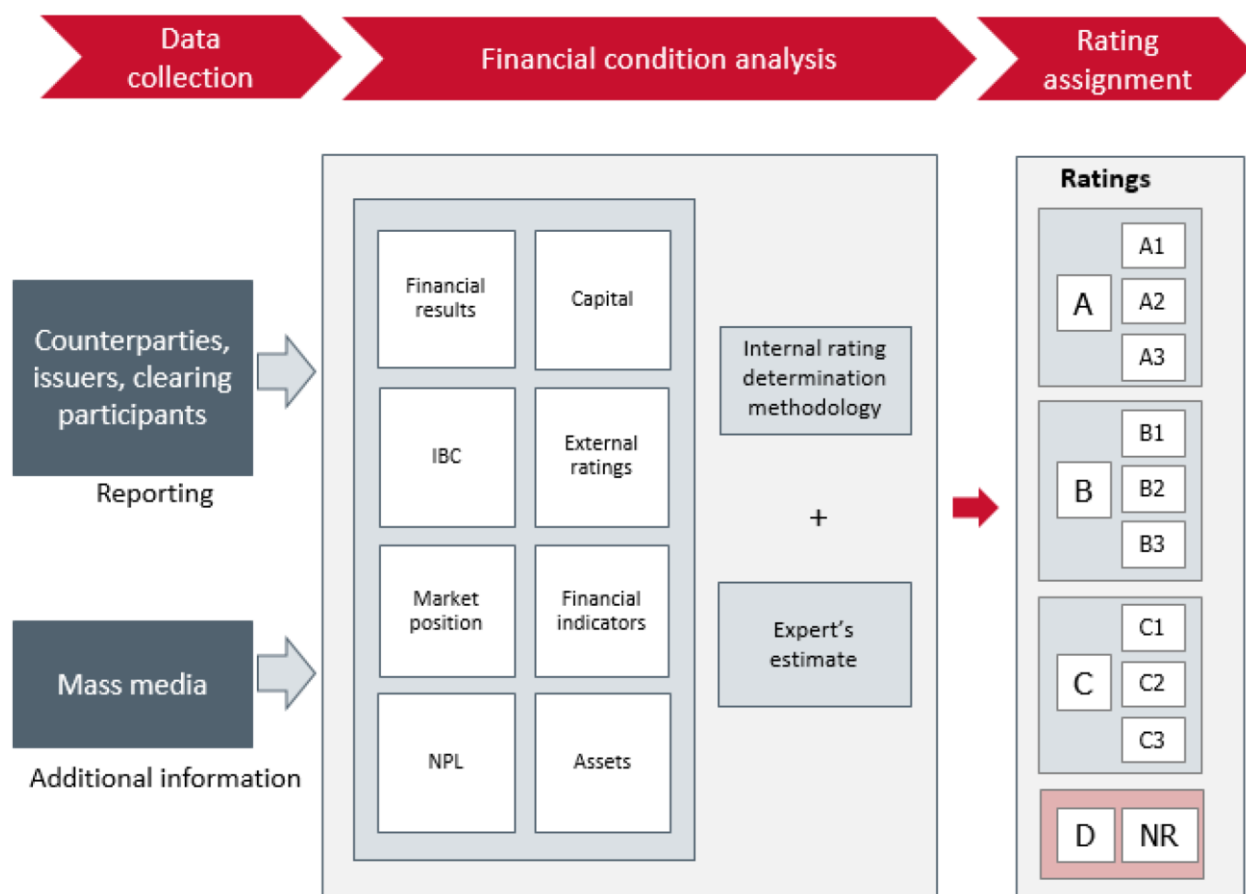 Data
collection
Financial condition analysis
Rating
assignment
Counterparties,
issuers, clearing
participants
Reporting
Mass media
Additional information
Financial
results
Capital
IBC
External
ratings
Market
position
Financial
indicators
NPL
Assets
Internal rating
determination
methodology
+
Expert’s
estimate
Ratings
A
A1
A2
A3
B
B1
B2
B3
C
C1
C2
C3
D
NR